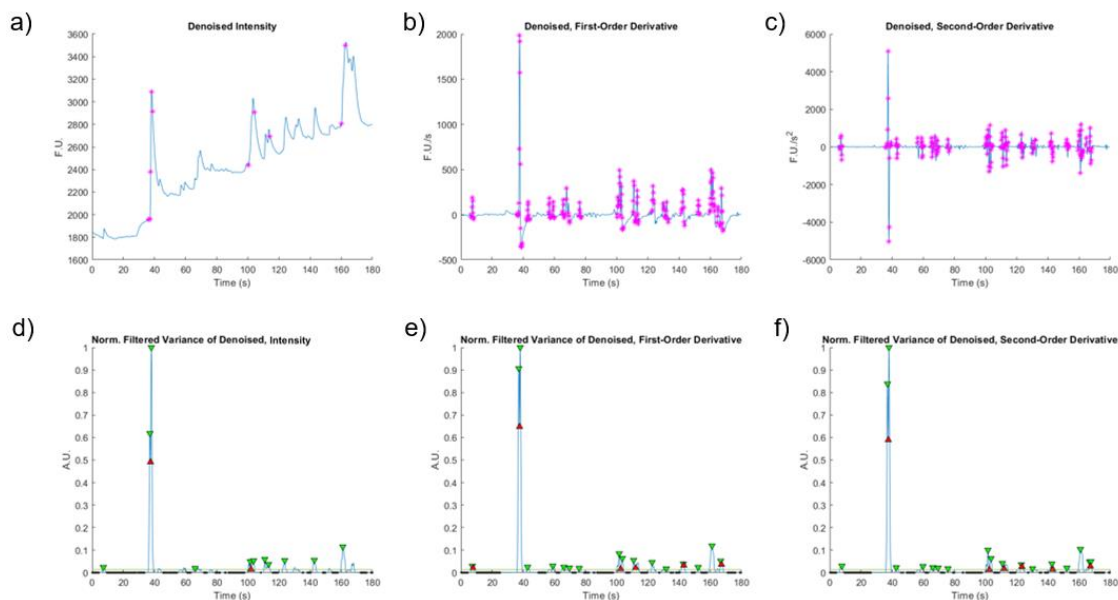 a)
Denoised Intensity
F.U.
3600
3400
3200
3000
2800
2600
2400
2200
2000
1800
1600
0 20 40 60 80 100 120 140 160 180
Time (s)
b)
Denoised, First-Order Derivative
F.U./s
2000
1500
1000
500
0
-500
0 20 40 60 80 100 120 140 160 180
Time (s)
c)
Denoised, Second-Order Derivative
F.U./s²
6000
4000
2000
0
-2000
-4000
-6000
0 20 40 60 80 100 120 140 160 180
Time (s)
d)
Norm. Filtered Variance of Denoised, Intensity
A.U.
1
0.9
0.8
0.7
0.6
0.5
0.4
0.3
0.2
0.1
0
0 20 40 60 80 100 120 140 160 180
Time (s)
e)
Norm. Filtered Variance of Denoised, First-Order Derivative
A.U.
1
0.9
0.8
0.7
0.6
0.5
0.4
0.3
0.2
0.1
0
0 20 40 60 80 100 120 140 160 180
Time (s)
f)
Norm. Filtered Variance of Denoised, Second-Order Derivative
A.U.
1
0.9
0.8
0.7
0.6
0.5
0.4
0.3
0.2
0.1
0
0 20 40 60 80 100 120 140 160 180
Time (s)